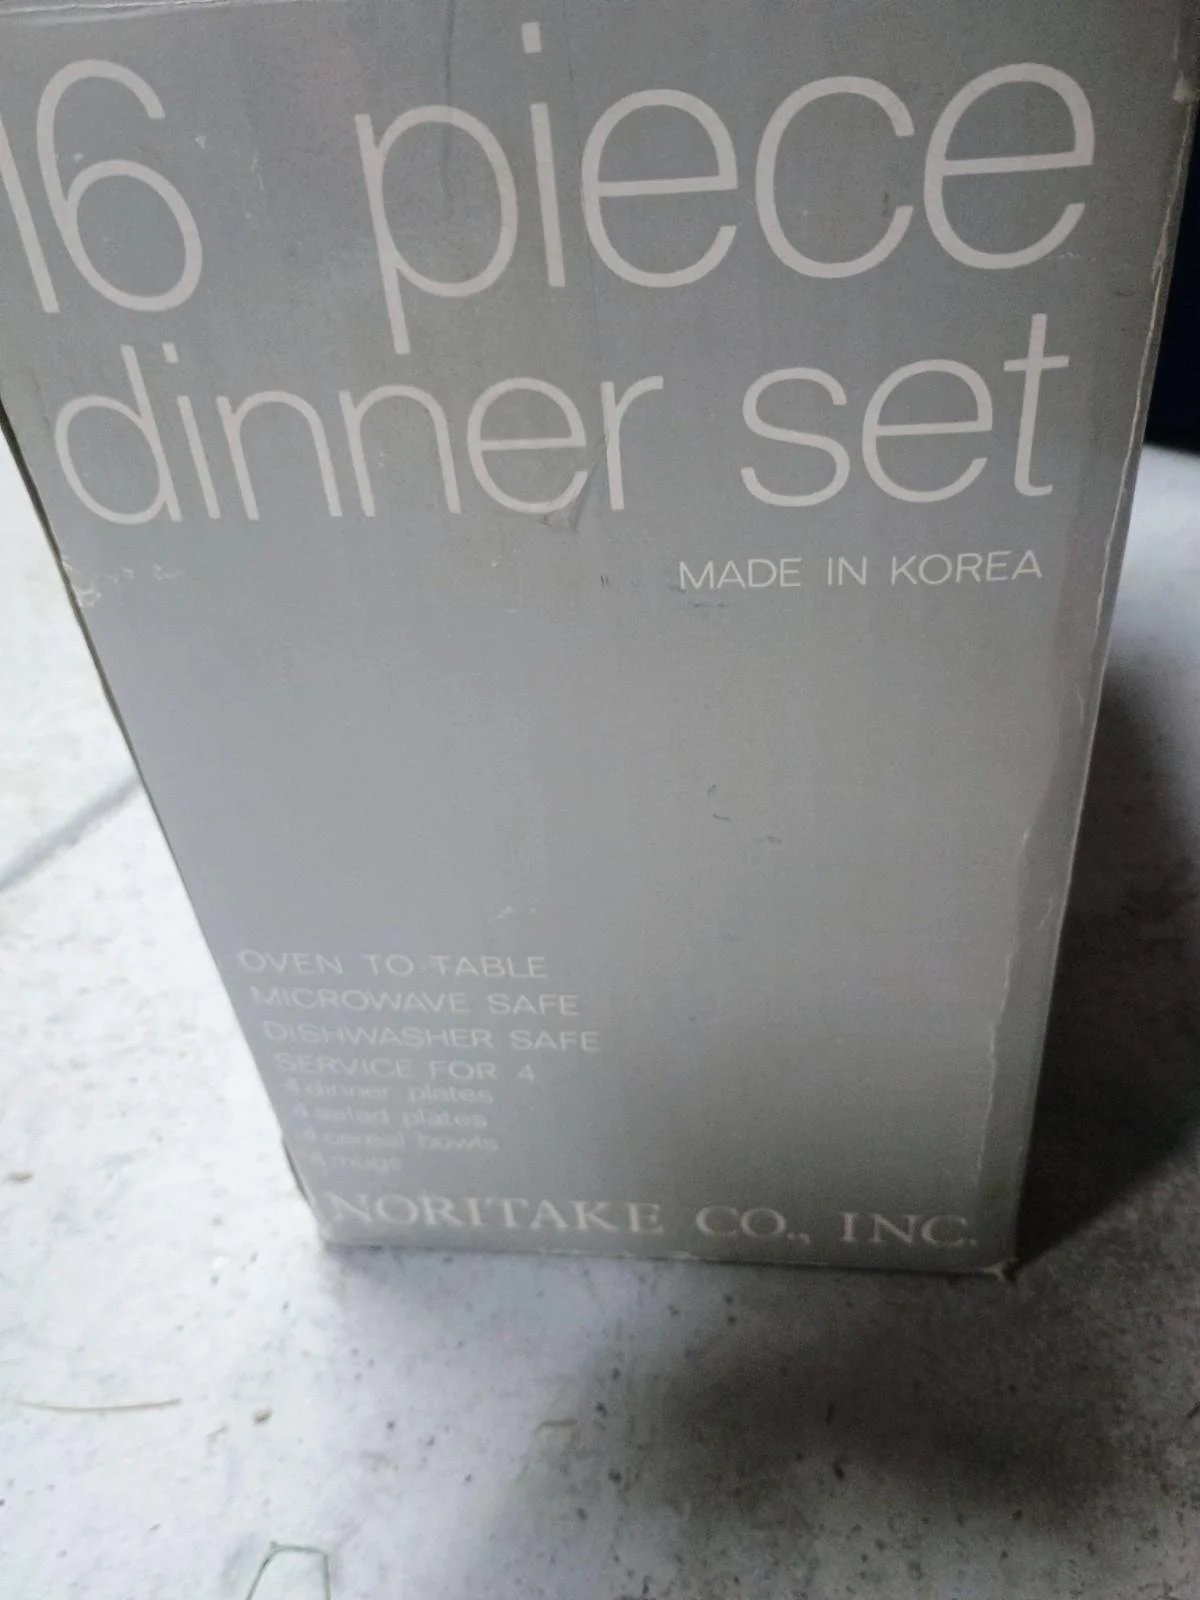 16 piece
dinner set
MADE IN KOREA
OVEN TO TABLE
MICROWAVE SAFE
DISHWASHER SAFE
SERVICE FOR 4
4 dinner plates
4 salad plates
4 cereal bowls
4 mugs
NORITAKE CO., INC.